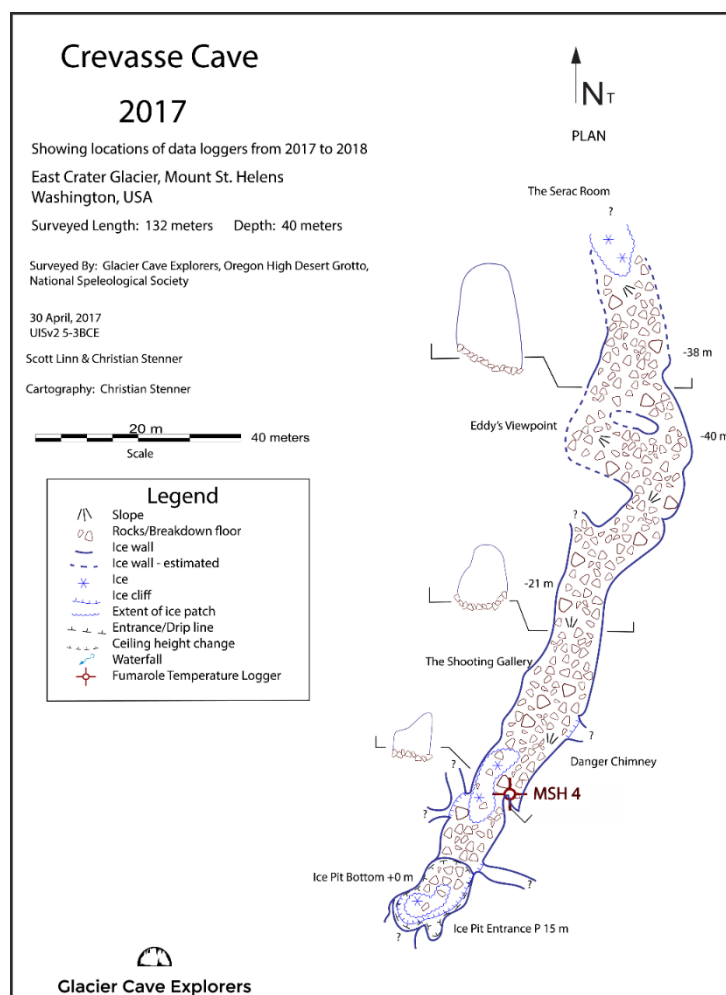 Crevasse Cave
2017
Showing locations of data loggers from 2017 to 2018
East Crater Glacier, Mount St. Helens
Washington, USA
Surveyed Length: 132 meters Depth: 40 meters
Surveyed By: Glacier Cave Explorers, Oregon High Desert Grotto,
National Speleological Society
30 April, 2017
UISv2 5-3BCE
Scott Linn & Christian Stenner
Cartography: Christian Stenner
20 m
40 meters
Scale
Legend
Slope
Rocks/Breakdown floor
Ice wall
Ice wall - estimated
Ice
Ice cliff
Extent of ice patch
Entrance/Drip line
Ceiling height change
Waterfall
Fumarole Temperature Logger
NT
PLAN
The Serac Room
?
-38 m
Eddy's Viewpoint
-40 m
?
-21 m
The Shooting Gallery
?
Danger Chimney
?
MSH 4
?
Ice Pit Bottom +0 m
?
Ice Pit Entrance P 15 m
?
Glacier Cave Explorers